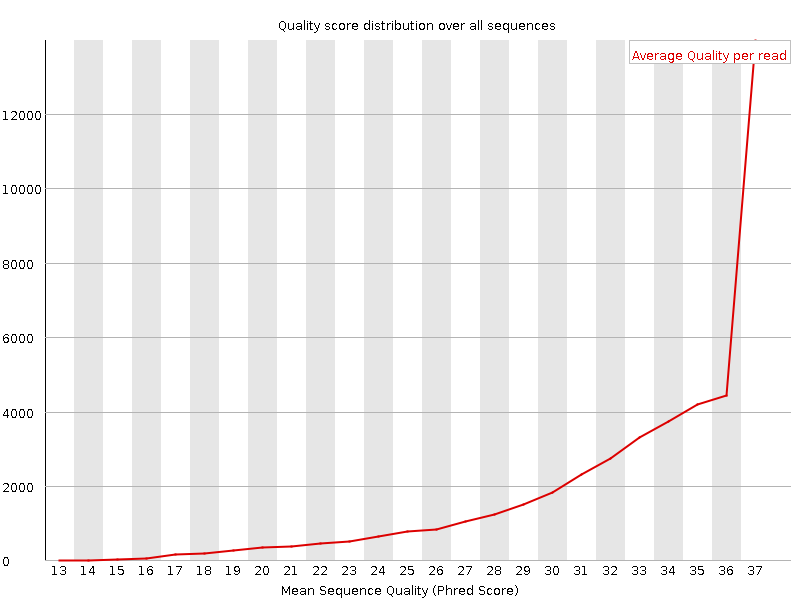 Quality score distribution over all sequences
Average Quality per read
12000
10000
8000
6000
4000
2000
0
13 14 15 16 17 18 19 20 21 22 23 24 25 26 27 28 29 30 31 32 33 34 35 36 37
Mean Sequence Quality (Phred Score)